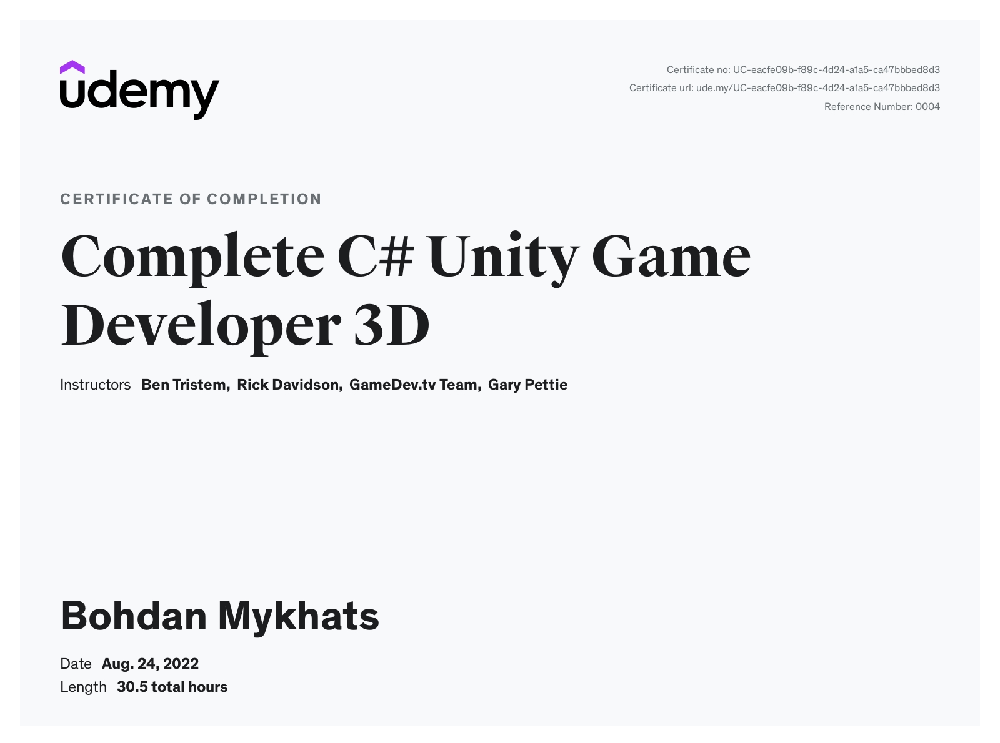 udemy
Certificate no: UC-eacfe09b-f89c-4d24-a1a5-ca47bbbed8d3
Certificate url: ude.my/UC-eacfe09b-f89c-4d24-a1a5-ca47bbbed8d3
Reference Number: 0004
CERTIFICATE OF COMPLETION
Complete C# Unity Game
Developer 3D
Instructors Ben Tristem, Rick Davidson, GameDev.tv Team, Gary Pettie
Bohdan Mykhats
Date Aug. 24, 2022
Length 30.5 total hours